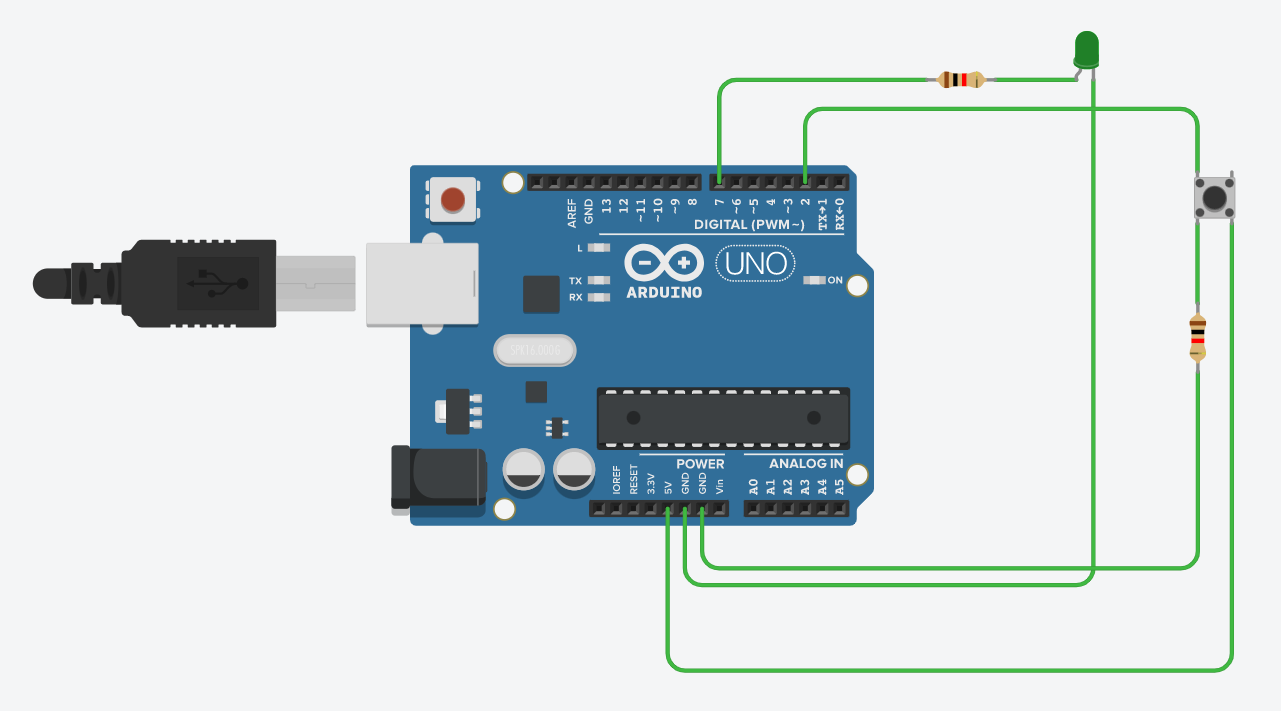 AREF
GND
13
12
~11
~10
~9
8
7
~6
~5
4
~3
2
TX→1
RX←0
DIGITAL (PWM~)
L
TX
RX
ARDUINO
UNO
ON
SPK16.000G
POWER
ANALOG IN
IOREF
RESET
3.3V
5V
GND
GND
Vin
A0
A1
A2
A3
A4
A5